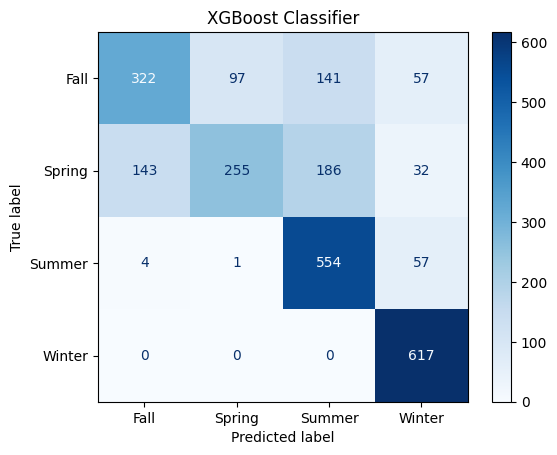 XGBoost Classifier
True label
Fall 322 97 141 57
Spring 143 255 186 32
Summer 4 1 554 57
Winter 0 0 0 617
Fall Spring Summer Winter
Predicted label
600
500
400
300
200
100
0